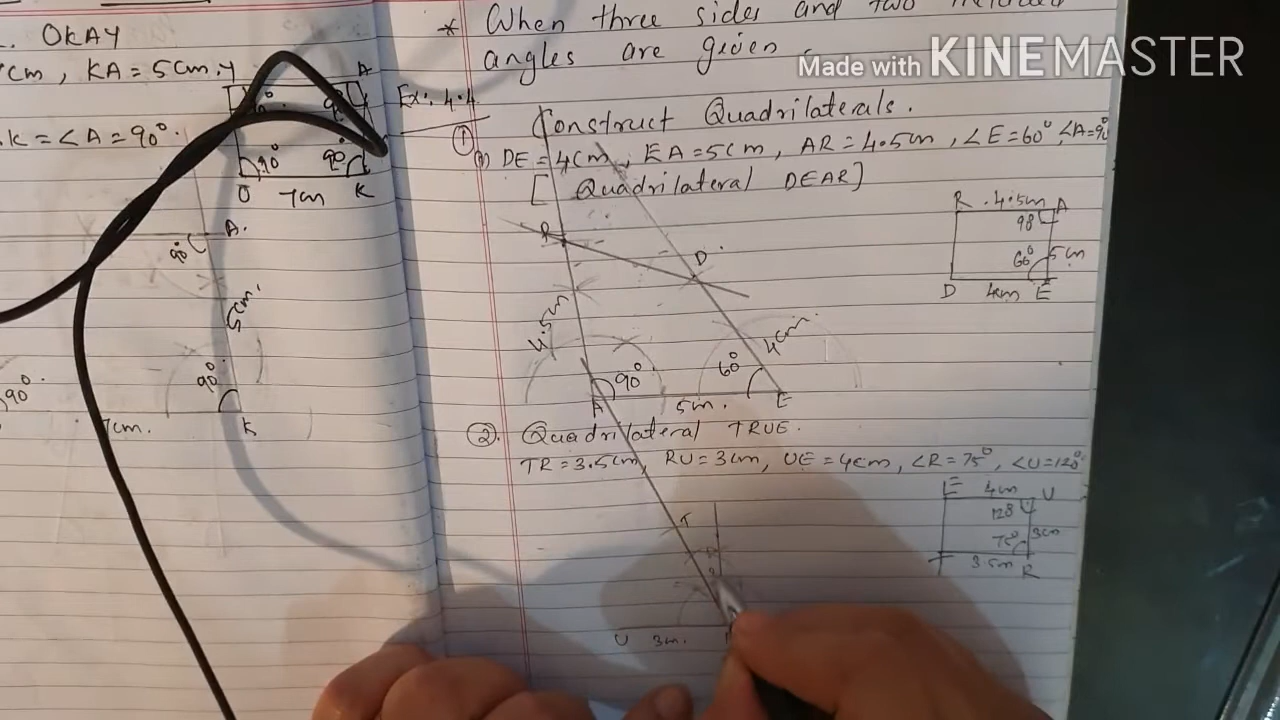 OKAY
cm, KA = 5cm.
K = ∠A = 90°.
Y A
90° 90°
O 7cm K
90° A.
5cm.
90°
90°
7cm. K
* When three sides and two included
angles are given.
Made with KINEMASTER
Ex: 4.4
Construct Quadrilaterals.
① DE = 4cm, EA = 5cm, AR = 4.5cm, ∠E = 60°, ∠A = 90°
[ Quadrilateral DEAR]
R 4.5cm A
90
60° 5cm
D 4cm E
R D
4.5cm 4cm.
90° 60°
A 5cm. E
②. Quadrilateral TRUE.
TR = 3.5cm, RU = 3cm, UE = 4cm, ∠R = 75°, ∠U = 120°
E 4cm U
120
75° 3cm
T 3.5cm R
T
U 3cm.